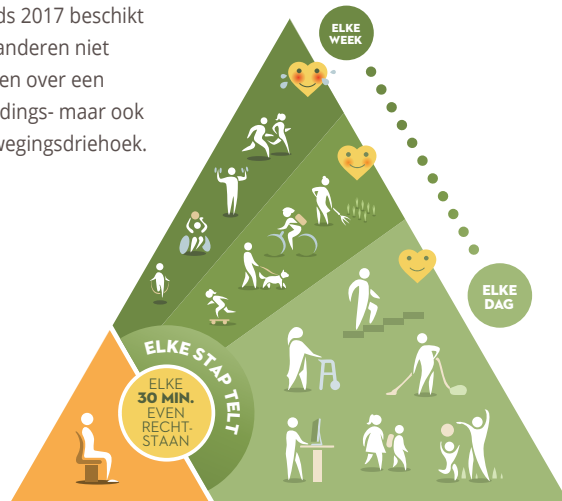 ds 2017 beschikt
anderen niet
en over een
dings- maar ook
wegingsdriehoek.
ELKE
WEEK
ELKE
DAG
ELKE STAP TELT
ELKE
30 MIN.
EVEN
RECHT-
STAAN